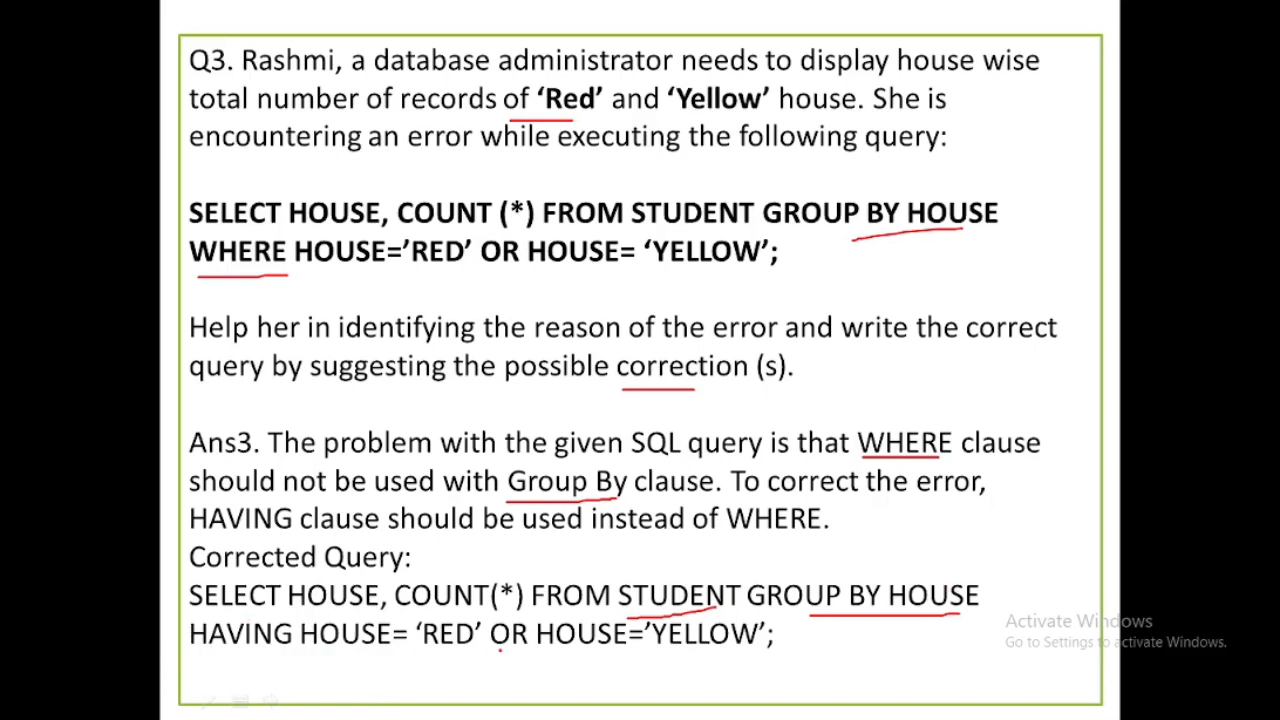 Q3. Rashmi, a database administrator needs to display house wise
total number of records of ‘Red’ and ‘Yellow’ house. She is
encountering an error while executing the following query:
SELECT HOUSE, COUNT (*) FROM STUDENT GROUP BY HOUSE
WHERE HOUSE=’RED’ OR HOUSE= ‘YELLOW’;
Help her in identifying the reason of the error and write the correct
query by suggesting the possible correction (s).
Ans3. The problem with the given SQL query is that WHERE clause
should not be used with Group By clause. To correct the error,
HAVING clause should be used instead of WHERE.
Corrected Query:
SELECT HOUSE, COUNT(*) FROM STUDENT GROUP BY HOUSE
HAVING HOUSE= ‘RED’ OR HOUSE=’YELLOW’;
Activate Windows
Go to Settings to activate Windows.